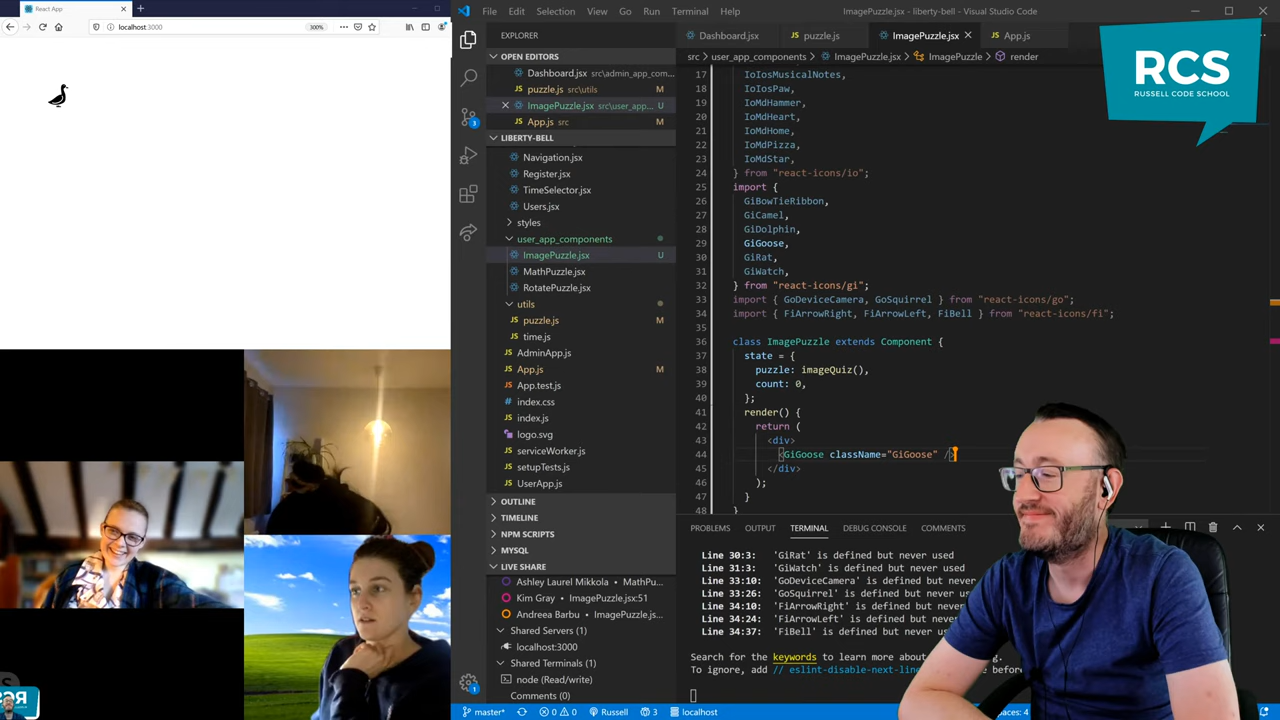 React App
localhost:3000
300%
File Edit Selection View Go Run Terminal Help
ImagePuzzle.jsx - liberty-bell - Visual Studio Code
EXPLORER
OPEN EDITORS
Dashboard.jsx src\admin_app_com...
puzzle.js src\utils M
ImagePuzzle.jsx src\user_app... U
App.js src M
LIBERTY-BELL
Navigation.jsx
Register.jsx
TimeSelector.jsx
Users.jsx
styles
user_app_components
ImagePuzzle.jsx U
MathPuzzle.jsx
RotatePuzzle.jsx
utils
puzzle.js M
time.js
AdminApp.js
App.js M
App.test.js
index.css
index.js
logo.svg
serviceWorker.js
setupTests.js
UserApp.js
OUTLINE
TIMELINE
NPM SCRIPTS
MYSQL
LIVE SHARE
Ashley Laurel Mikkola • MathPu...
Kim Gray • ImagePuzzle.jsx:51
Andreea Barbu • ImagePuzzle.js...
Shared Servers (1)
localhost:3000
Shared Terminals (1)
node (Read/write)
Comments (0)
Dashboard.jsx puzzle.js ImagePuzzle.jsx App.js
src > user_app_components > ImagePuzzle.jsx > ImagePuzzle > render
17 IoIosMusicalNotes,
18 IoIosPaw,
19 IoMdHammer,
20 IoMdHeart,
21 IoMdHome,
22 IoMdPizza,
23 IoMdStar,
24 } from "react-icons/io";
25 import {
26 GiBowTieRibbon,
27 GiCamel,
28 GiDolphin,
29 GiGoose,
30 GiRat,
31 GiWatch,
32 } from "react-icons/gi";
33 import { GoDeviceCamera, GoSquirrel } from "react-icons/go";
34 import { FiArrowRight, FiArrowLeft, FiBell } from "react-icons/fi";
35
36 class ImagePuzzle extends Component {
37 state = {
38 puzzle: imageQuiz(),
39 count: 0,
40 };
41 render() {
42 return (
43 <div>
44 <GiGoose className="GiGoose" />
45 </div>
46 );
47 }
48
PROBLEMS OUTPUT TERMINAL DEBUG CONSOLE COMMENTS
Line 30:3: 'GiRat' is defined but never used
Line 31:3: 'GiWatch' is defined but never used
Line 33:10: 'GoDeviceCamera' is defined but never
Line 33:26: 'GoSquirrel' is defined but never use
Line 34:10: 'FiArrowRight' is defined but never
Line 34:24: 'FiArrowLeft' is defined but never u
Line 34:37: 'FiBell' is defined but never us
Search for the keywords to learn more about
To ignore, add // eslint-disable-next-lin
master* 0 0 Russell 3 localhost
Spaces: 4
RCS
RUSSELL CODE SCHOOL